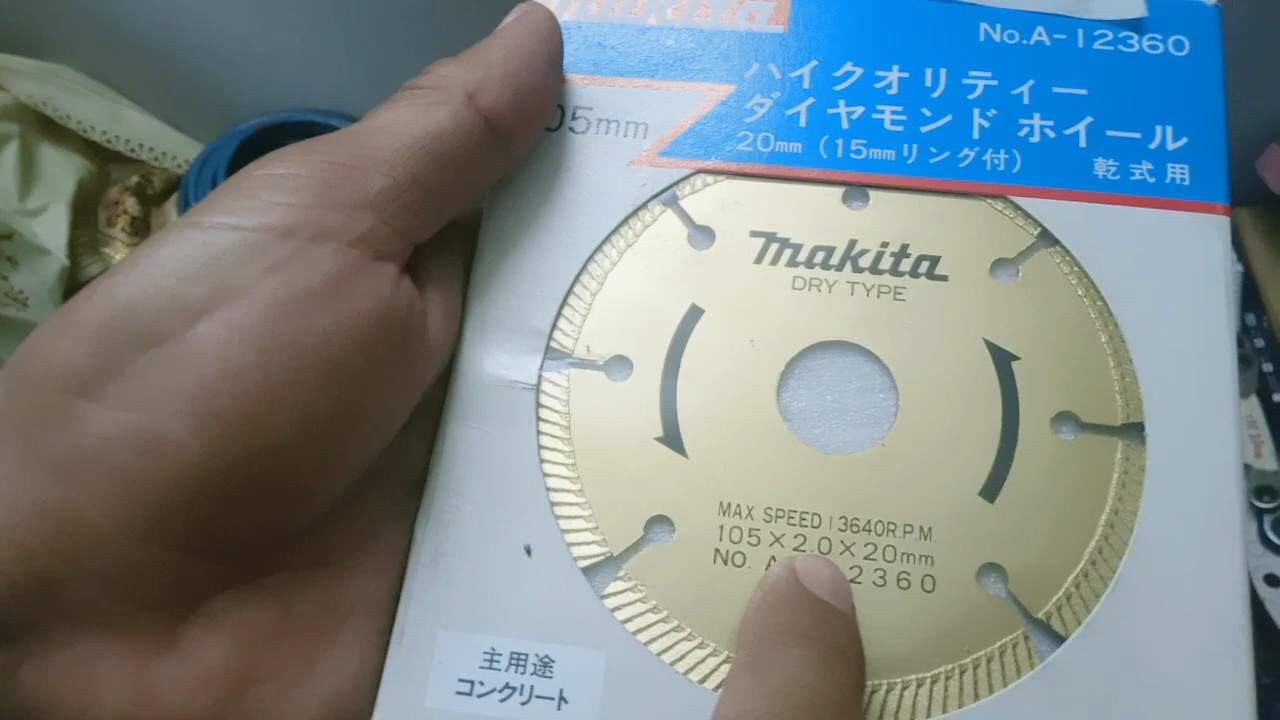 No.A-12360
ハイクオリティー
ダイヤモンド ホイール
20mm (15mmリング付)
乾式用
05mm
makita
DRY TYPE
MAX SPEED 13640R.P.M.
105×2.0×20mm
NO. A 2360
主用途
コンクリート